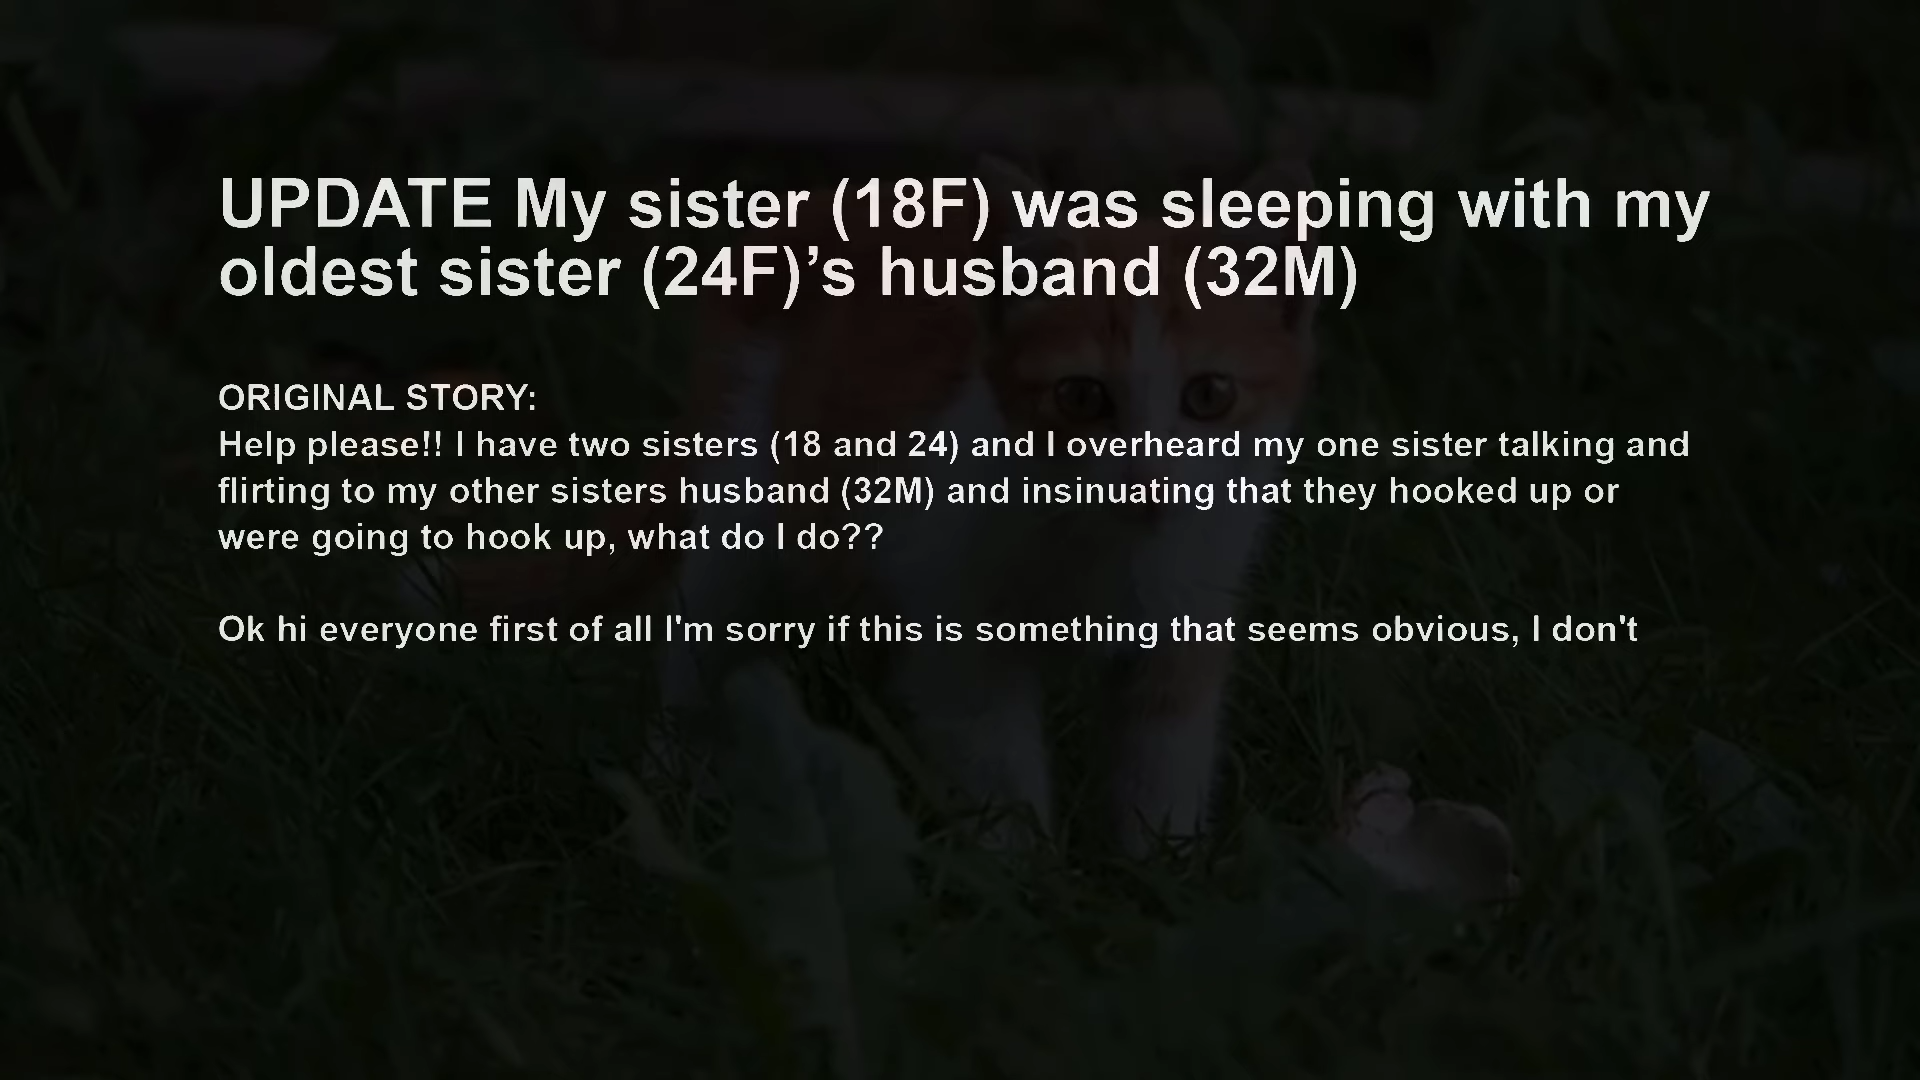 UPDATE My sister (18F) was sleeping with my
oldest sister (24F)’s husband (32M)
ORIGINAL STORY:
Help please!! I have two sisters (18 and 24) and I overheard my one sister talking and
flirting to my other sisters husband (32M) and insinuating that they hooked up or
were going to hook up, what do I do??
Ok hi everyone first of all I'm sorry if this is something that seems obvious, I don't